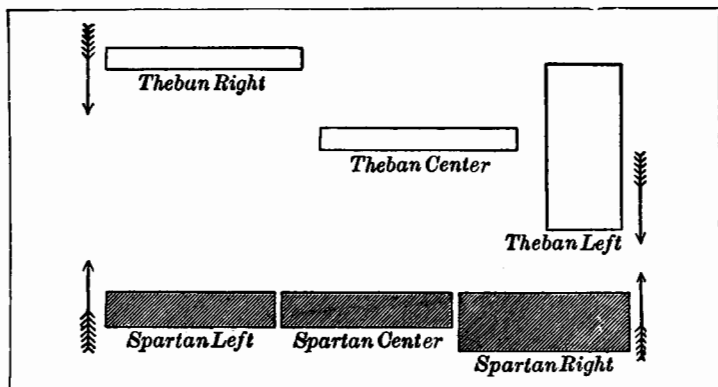 Theban Right
Theban Center
Theban Left
Spartan Left
Spartan Center
Spartan Right